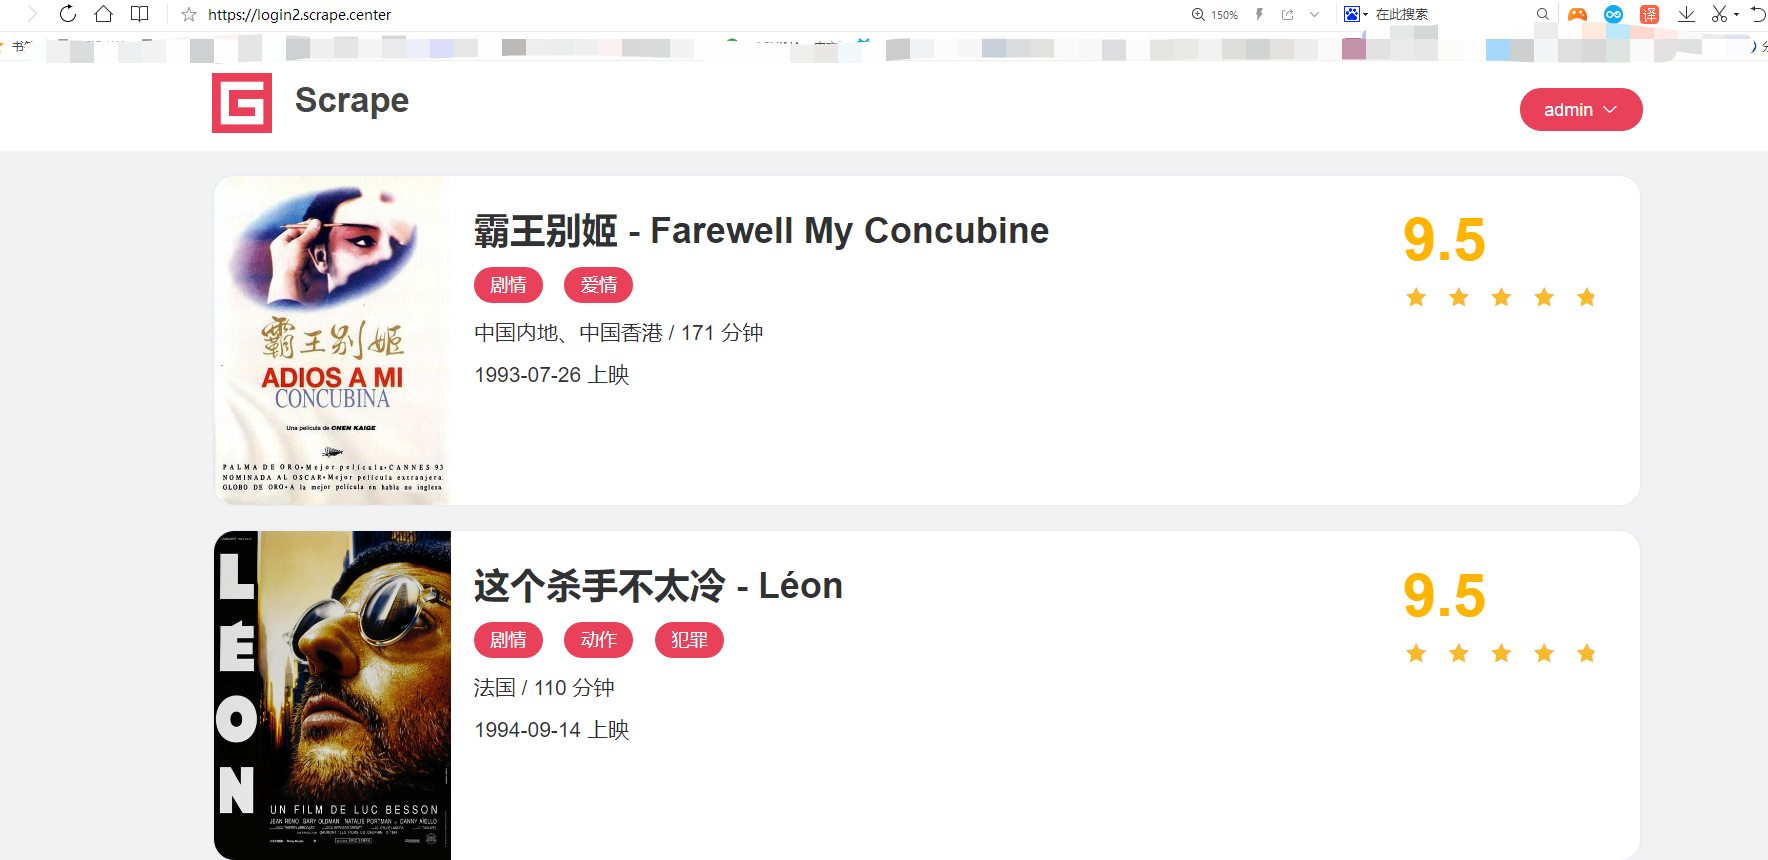 https://login2.scrape.center
150%
在此搜索
译
Scrape
admin
霸王别姬 - Farewell My Concubine
9.5
剧情
爱情
中国内地、中国香港 / 171 分钟
1993-07-26 上映
霸王别姬
ADIOS A MI
CONCUBINA
Una película de CHEN KAIGE
PALMA DE ORO•Mejor película•CANNES 93
NOMINADA AL OSCAR•Mejor película extranjera.
GLOBO DE ORO•A la mejor película en habla no inglesa.
这个杀手不太冷 - Léon
9.5
剧情
动作
犯罪
法国 / 110 分钟
1994-09-14 上映
LÉON
UN FILM DE LUC BESSON
JEAN RENO GARY OLDMAN NATALIE PORTMAN & DANNY AIELLO